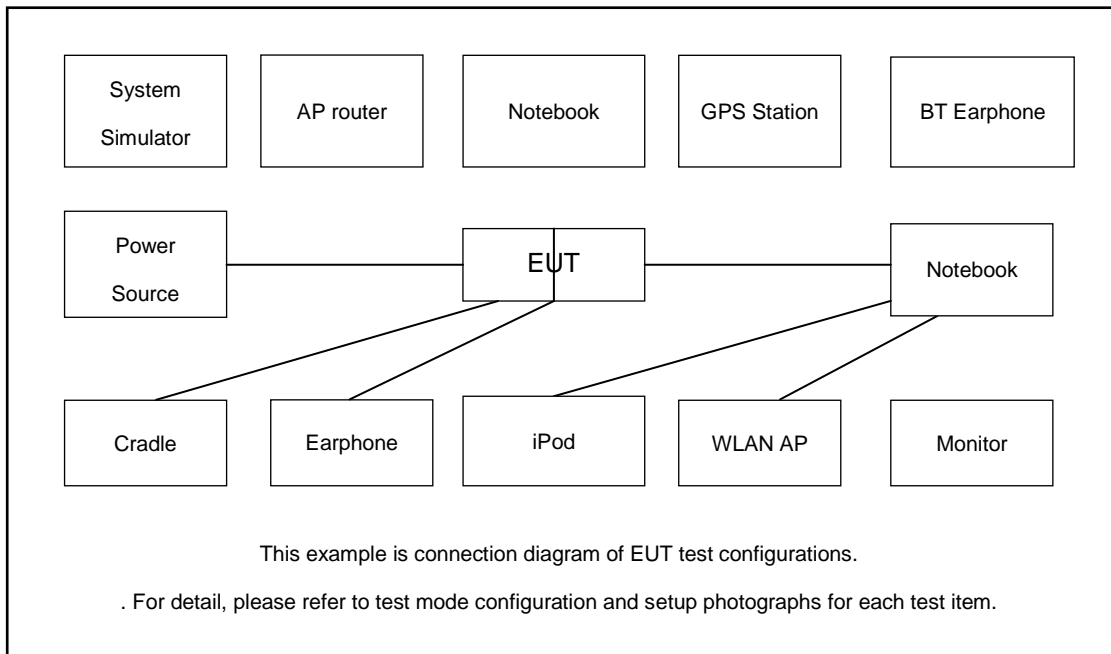 System
Simulator
AP router
Notebook
GPS Station
BT Earphone
Power
Source
EUT
Notebook
Cradle
Earphone
iPod
WLAN AP
Monitor
This example is connection diagram of EUT test configurations.
. For detail, please refer to test mode configuration and setup photographs for each test item.